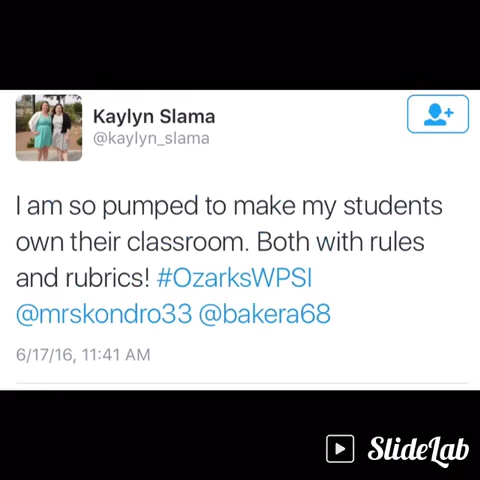 Kaylyn Slama
@kaylyn_slama
I am so pumped to make my students
own their classroom. Both with rules
and rubrics! #OzarksWPSI
@mrskondro33 @bakera68
6/17/16, 11:41 AM
SlideLab